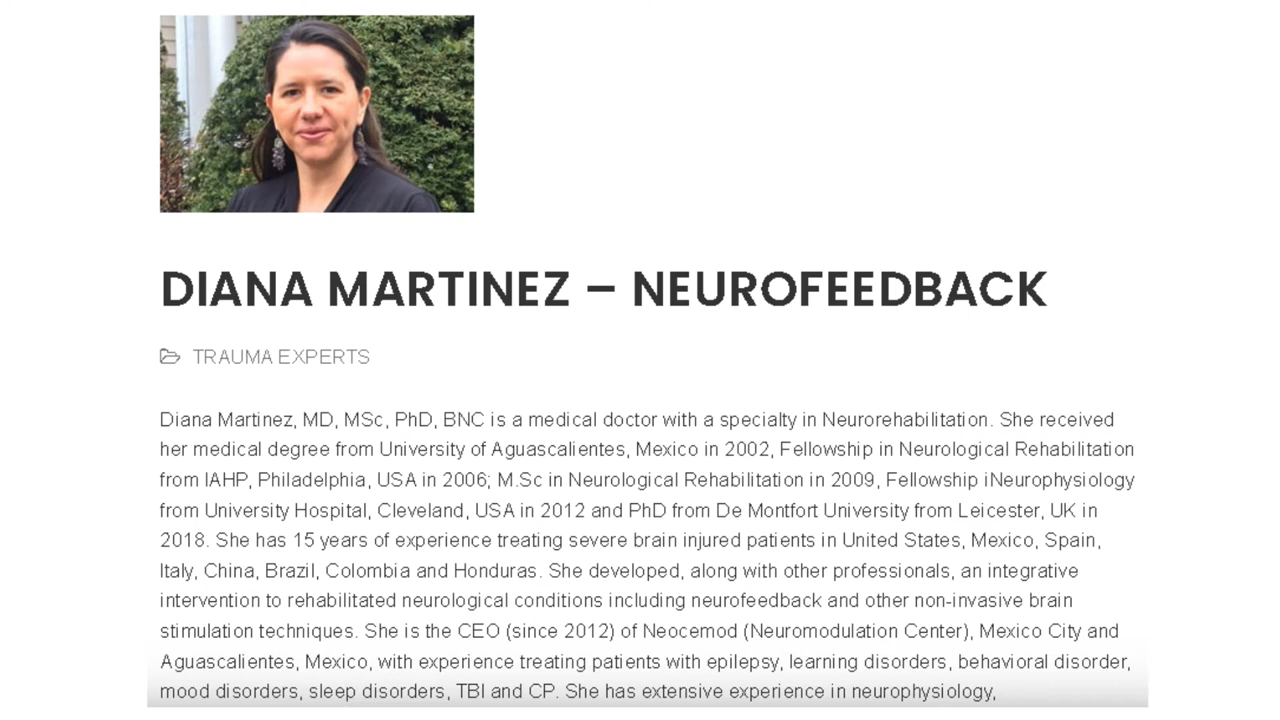 DIANA MARTINEZ – NEUROFEEDBACK
TRAUMA EXPERTS
Diana Martinez, MD, MSc, PhD, BNC is a medical doctor with a specialty in Neurorehabilitation. She received
her medical degree from University of Aguascalientes, Mexico in 2002, Fellowship in Neurological Rehabilitation
from IAHP, Philadelphia, USA in 2006; M.Sc in Neurological Rehabilitation in 2009, Fellowship iNeurophysiology
from University Hospital, Cleveland, USA in 2012 and PhD from De Montfort University from Leicester, UK in
2018. She has 15 years of experience treating severe brain injured patients in United States, Mexico, Spain,
Italy, China, Brazil, Colombia and Honduras. She developed, along with other professionals, an integrative
intervention to rehabilitated neurological conditions including neurofeedback and other non-invasive brain
stimulation techniques. She is the CEO (since 2012) of Neocemod (Neuromodulation Center), Mexico City and
Aguascalientes, Mexico, with experience treating patients with epilepsy, learning disorders, behavioral disorder,
mood disorders, sleep disorders, TBI and CP. She has extensive experience in neurophysiology,